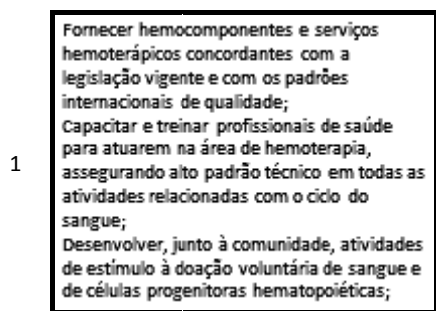 Fornecer hemocomponentes e serviços
hemoterápicos concordantes com a
legislação vigente e com os padrões
internacionais de qualidade;
Capacitar e treinar profissionais de saúde
para atuarem na área de hemoterapia,
1
assegurando alto padrão técnico em todas as
atividades relacionadas com o ciclo do
sangue;
Desenvolver, junto à comunidade, atividades
de estímulo à doação voluntária de sangue e
de células progenitoras hematopoiéticas;